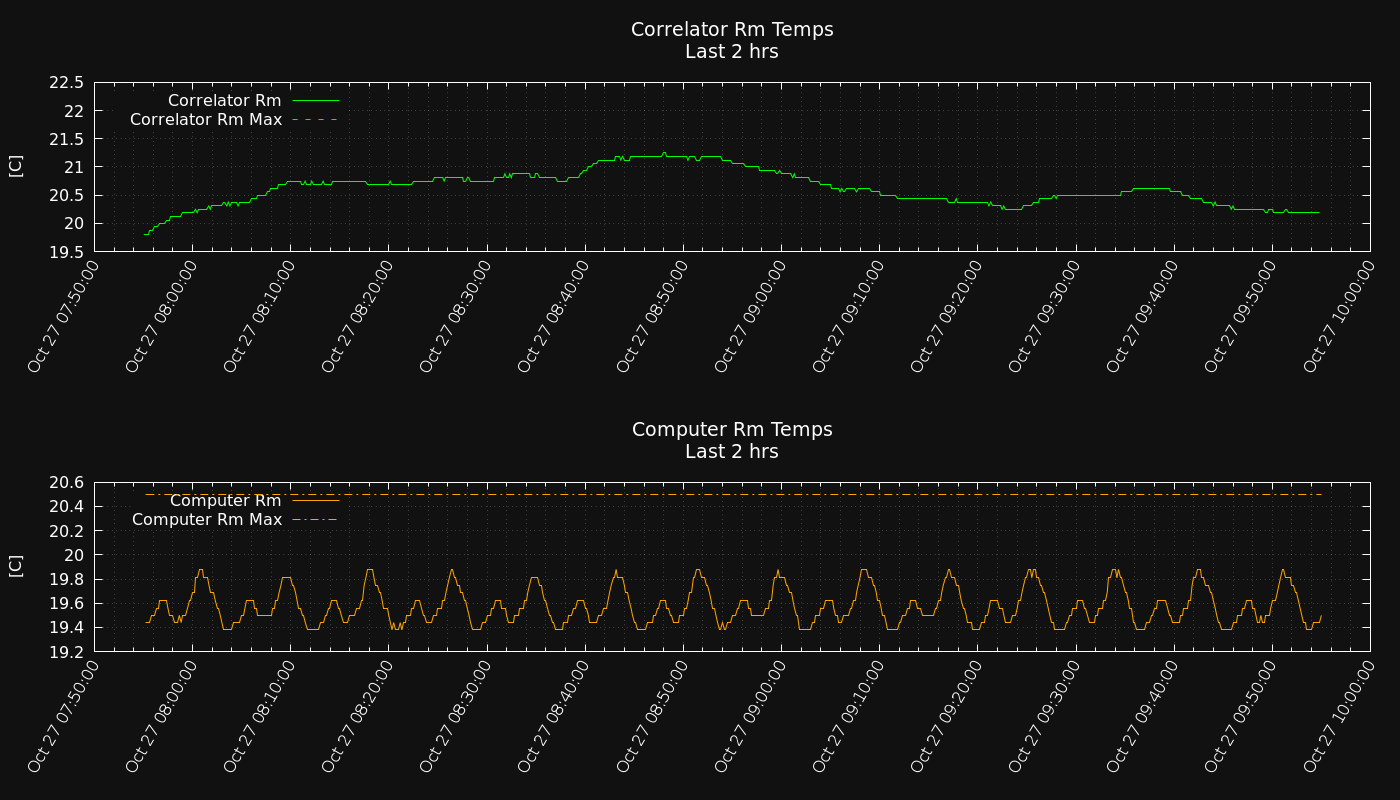 Correlator Rm Temps
Last 2 hrs
[C]
22.5
22
21.5
21
20.5
20
19.5
Correlator Rm
Correlator Rm Max
Oct 27 07:50:00
Oct 27 08:00:00
Oct 27 08:10:00
Oct 27 08:20:00
Oct 27 08:30:00
Oct 27 08:40:00
Oct 27 08:50:00
Oct 27 09:00:00
Oct 27 09:10:00
Oct 27 09:20:00
Oct 27 09:30:00
Oct 27 09:40:00
Oct 27 09:50:00
Oct 27 10:00:00
Computer Rm Temps
Last 2 hrs
[C]
20.6
20.4
20.2
20
19.8
19.6
19.4
19.2
Computer Rm
Computer Rm Max
Oct 27 07:50:00
Oct 27 08:00:00
Oct 27 08:10:00
Oct 27 08:20:00
Oct 27 08:30:00
Oct 27 08:40:00
Oct 27 08:50:00
Oct 27 09:00:00
Oct 27 09:10:00
Oct 27 09:20:00
Oct 27 09:30:00
Oct 27 09:40:00
Oct 27 09:50:00
Oct 27 10:00:00